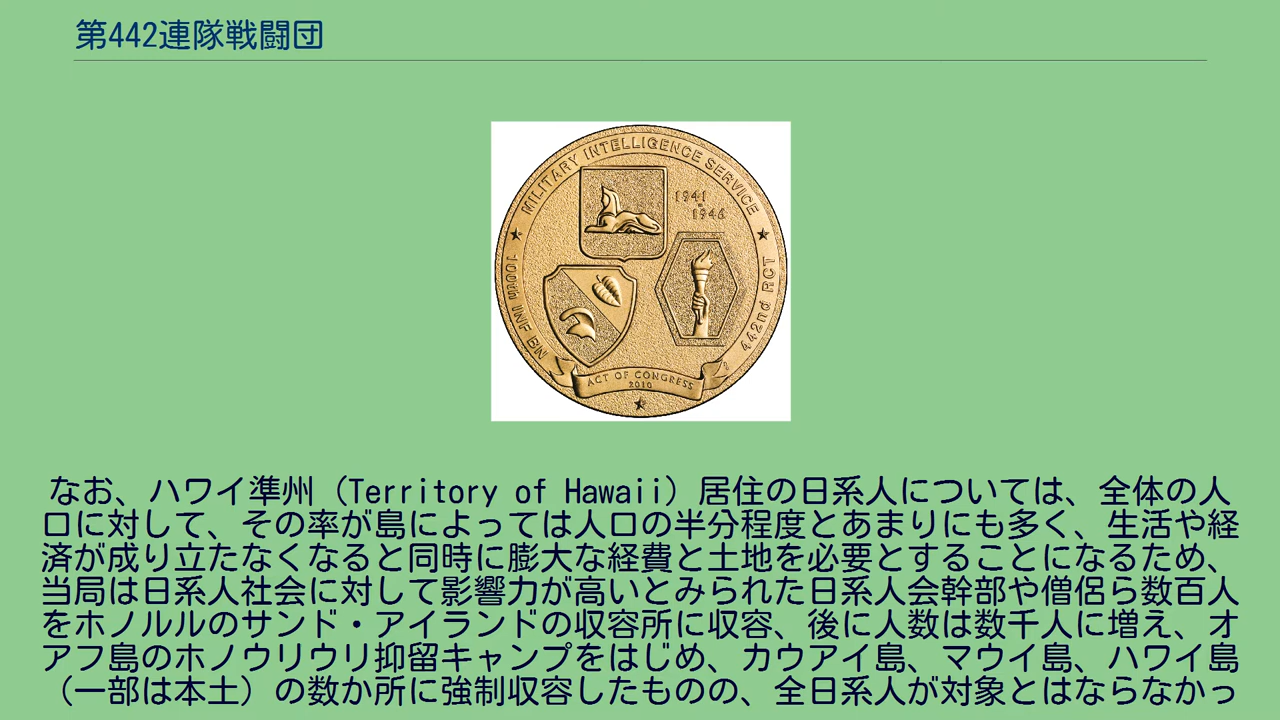 第442連隊戦闘団
MILITARY INTELLIGENCE SERVICE
1941
1946
100TH INF BN
442nd RCT
ACT OF CONGRESS
2010
なお、ハワイ準州（Territory of Hawaii）居住の日系人については、全体の人
口に対して、その率が島によっては人口の半分程度とあまりにも多く、生活や経
済が成り立たなくなると同時に膨大な経費と土地を必要とすることになるため、
当局は日系人社会に対して影響力が高いとみられた日系人会幹部や僧侶ら数百人
をホノルルのサンド・アイランドの収容所に収容、後に人数は数千人に増え、オ
アフ島のホノウリウリ抑留キャンプをはじめ、カウアイ島、マウイ島、ハワイ島
（一部は本土）の数か所に強制収容したものの、全日系人が対象とはならなかっ